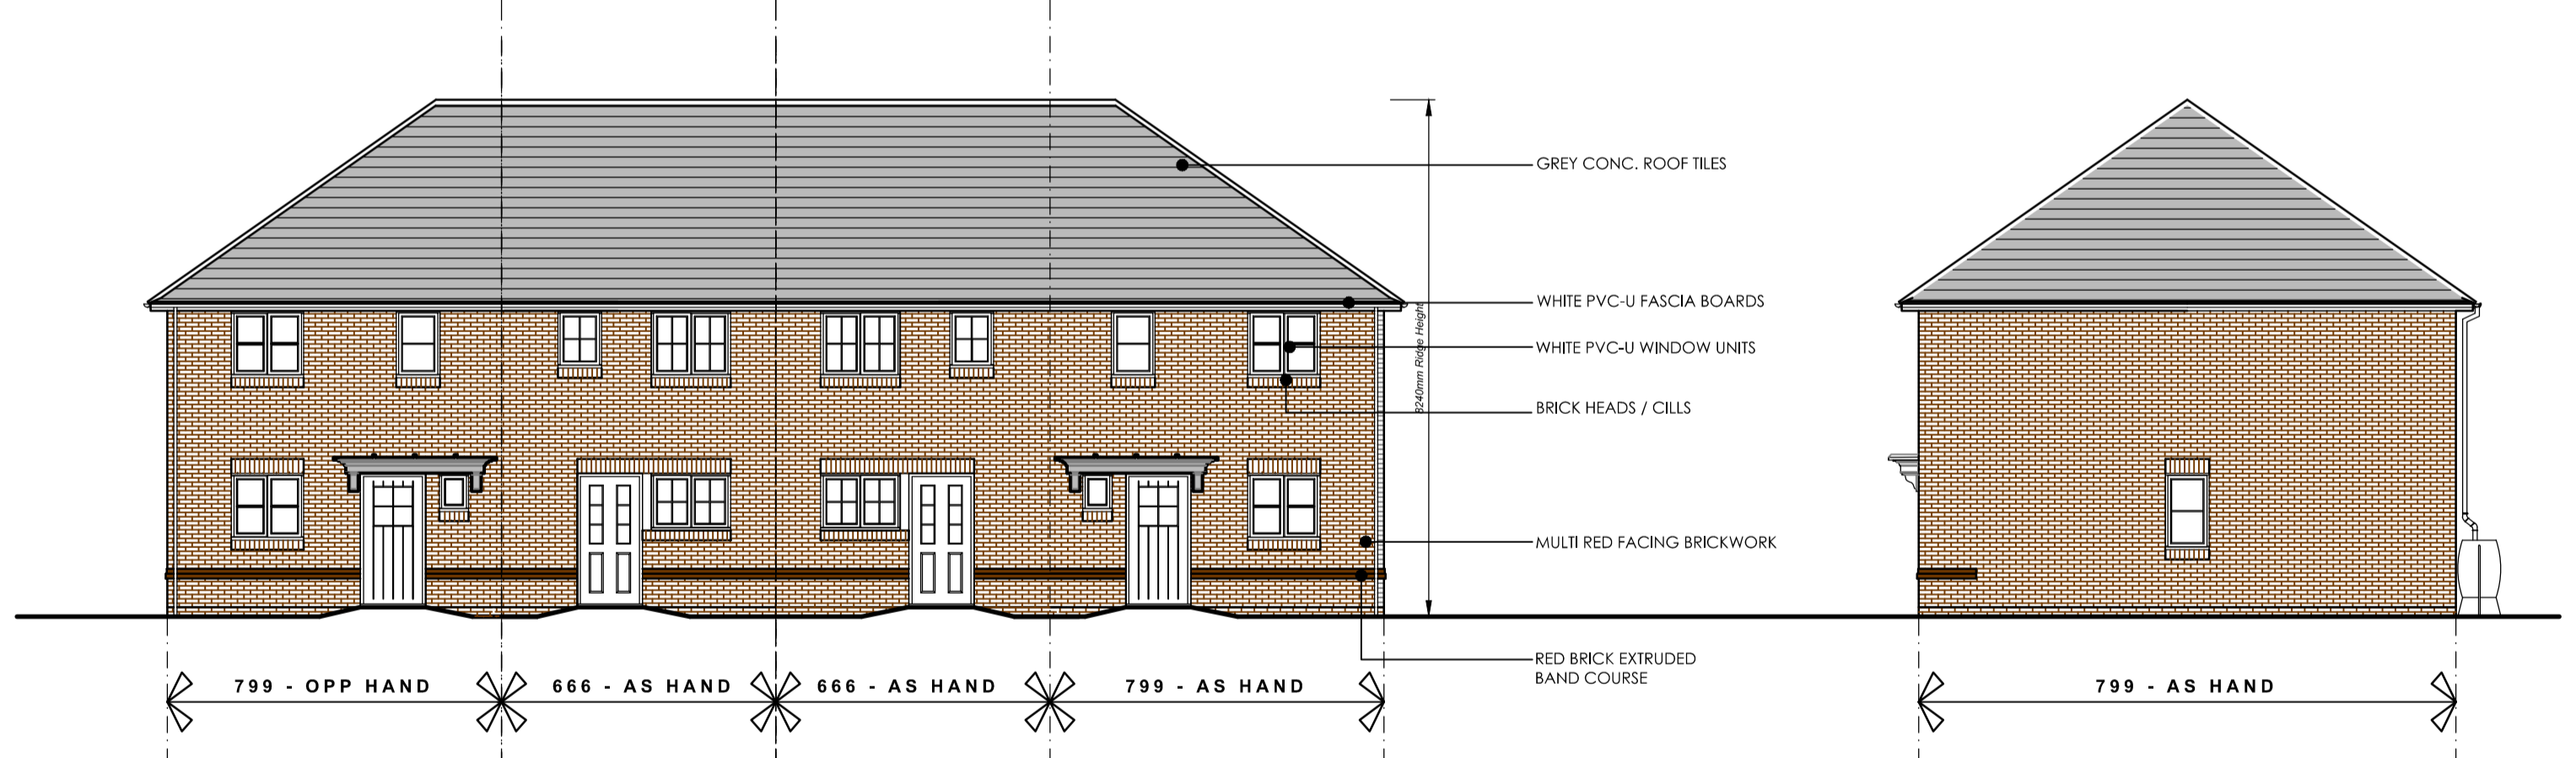 GREY CONC. ROOF TILES
WHITE PVC-U FASCIA BOARDS
WHITE PVC-U WINDOW UNITS
8240mm Ridge Height
BRICK HEADS / CILLS
MULTI RED FACING BRICKWORK
RED BRICK EXTRUDED
BAND COURSE
799 - OPP HAND
666 - AS HAND
666 - AS HAND
799 - AS HAND
799 - AS HAND